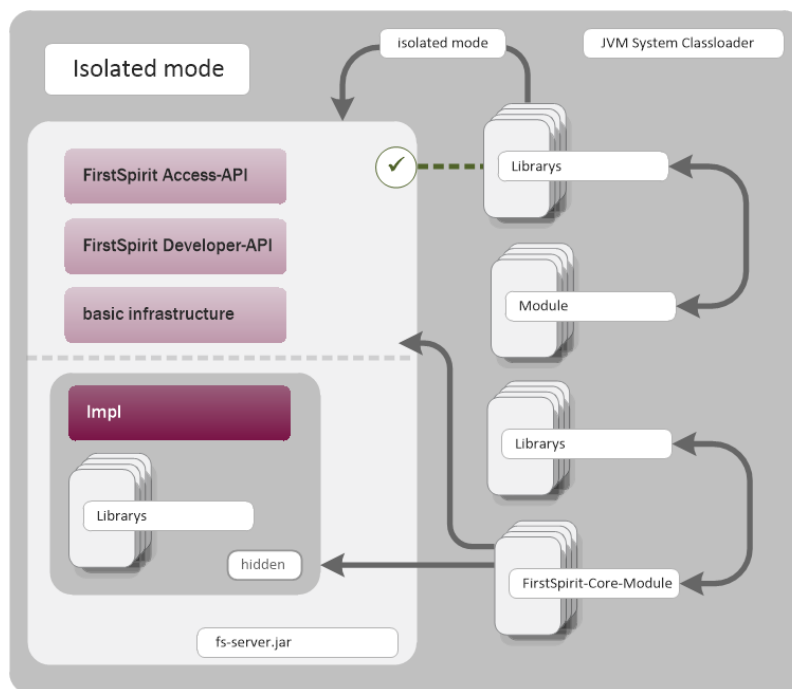 isolated mode
JVM System Classloader
Isolated mode
Librarys
FirstSpirit Access-API
FirstSpirit Developer-API
Module
basic infrastructure
Impl
Librarys
Librarys
hidden
FirstSpirit-Core-Module
fs-server.jar